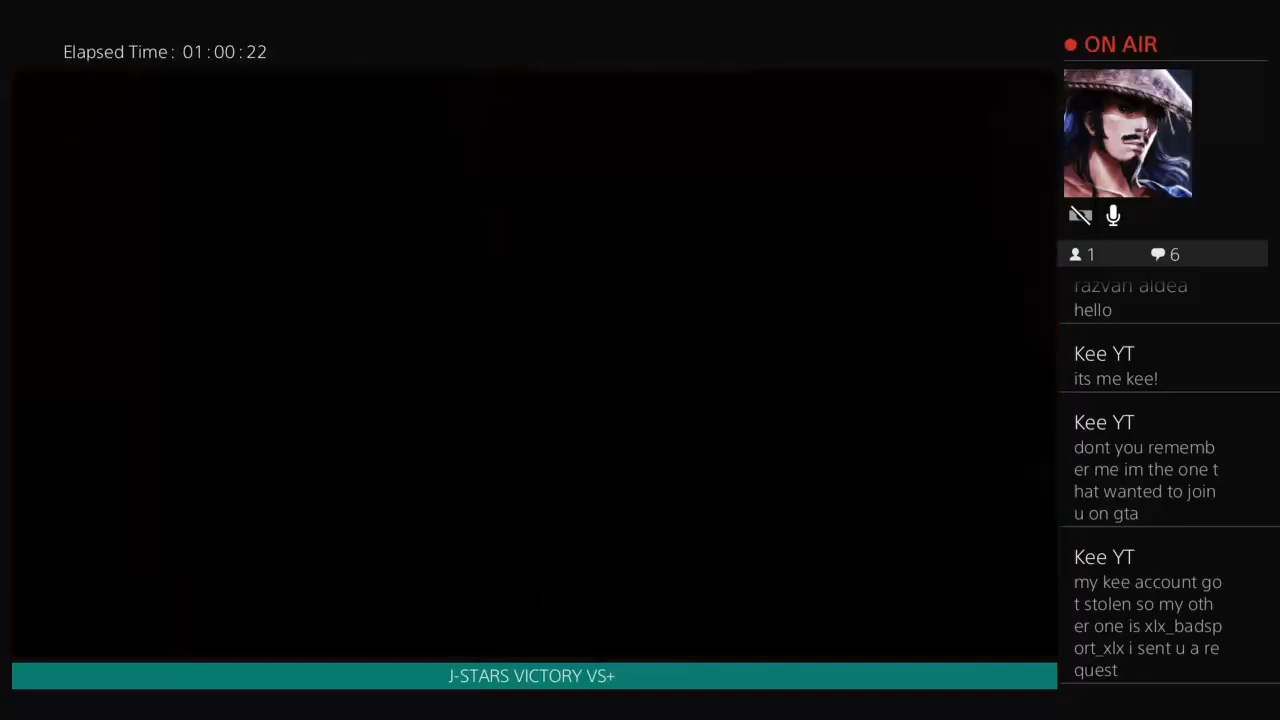 Elapsed Time: 01:00:22
ON AIR
1 6
razvan aldea
hello
Kee YT
its me kee!
Kee YT
dont you rememb
er me im the one t
hat wanted to join
u on gta
Kee YT
my kee account go
t stolen so my oth
er one is xlx_badsp
ort_xlx i sent u a re
quest
J-STARS VICTORY VS+